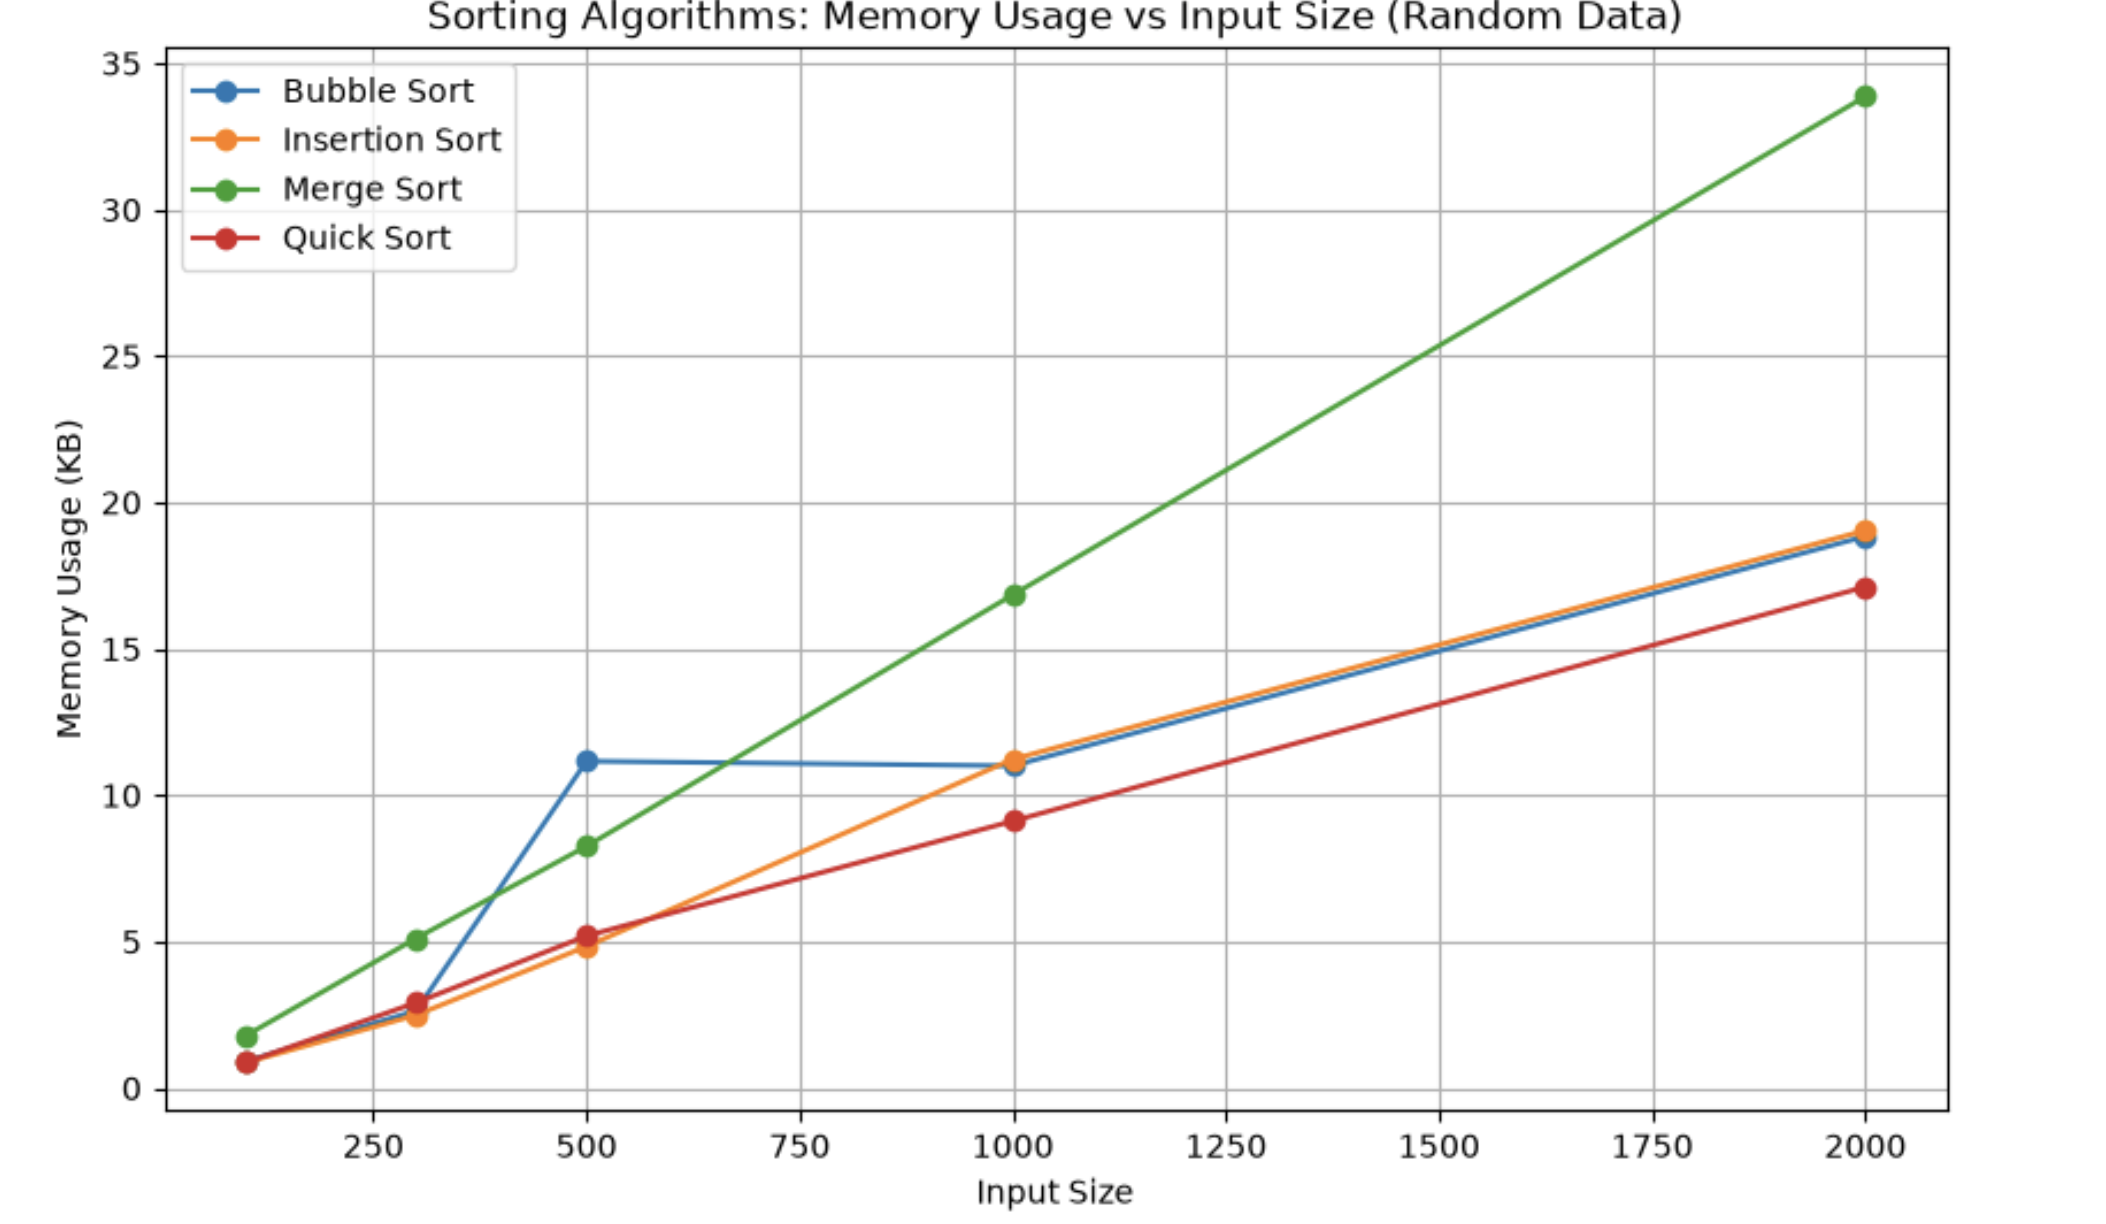 Sorting Algorithms: Memory Usage vs Input Size (Random Data)
35
30
25
20
15
10
5
0
Memory Usage (KB)
Bubble Sort
Insertion Sort
Merge Sort
Quick Sort
250 500 750 1000 1250 1500 1750 2000
Input Size